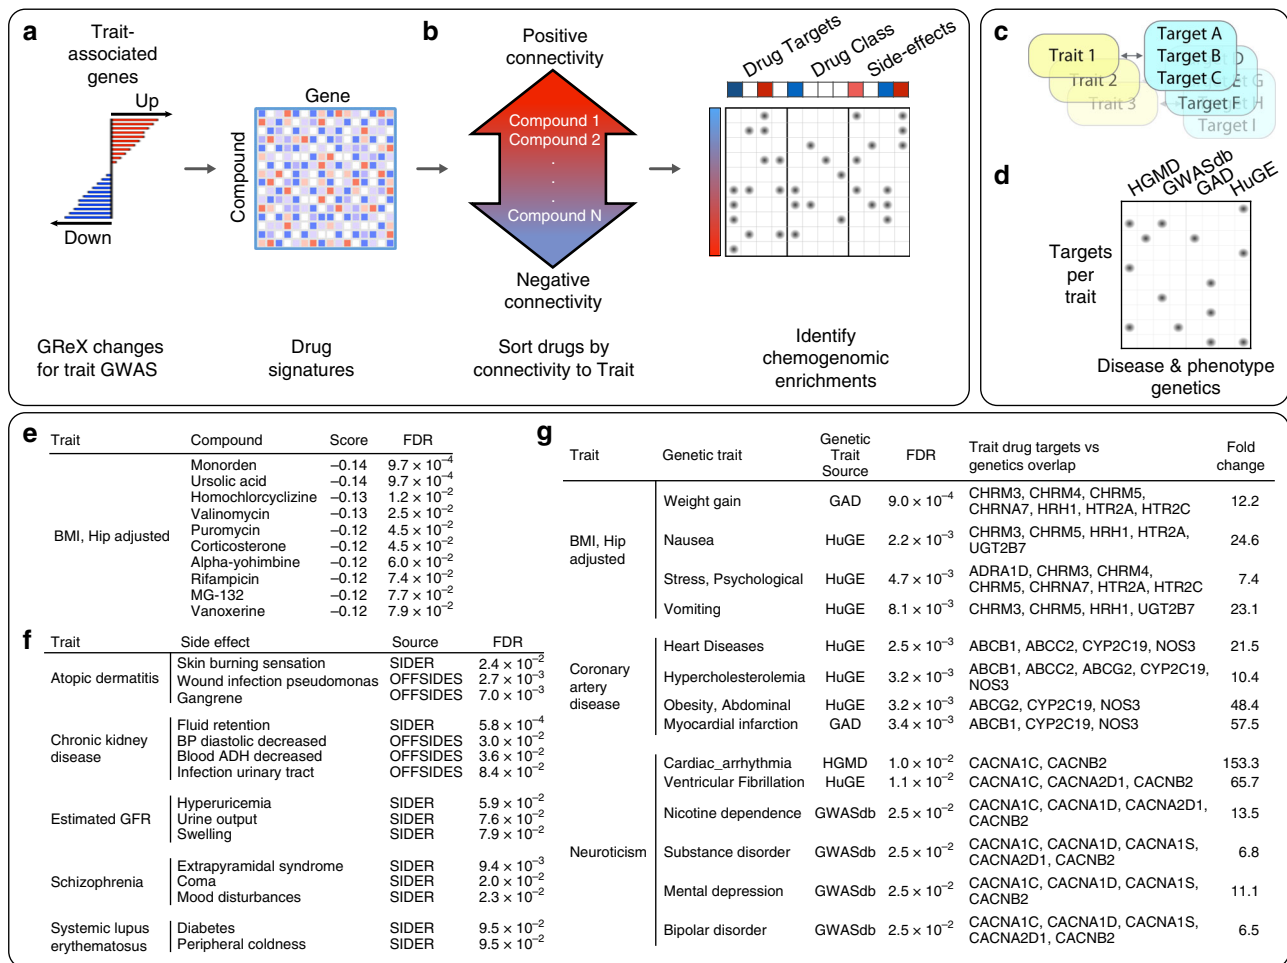 a
Trait-
associated
genes
Up
Down
GReX changes
for trait GWAS
Gene
Compound
Drug
signatures
b
Positive
connectivity
Compound 1
Compound 2
.
.
Compound N
Negative
connectivity
Sort drugs by
connectivity to Trait
Drug Targets
Drug Class
Side-effects
Identify
chemogenomic
enrichments
c
Trait 1
Trait 2
Trait 3
Target A
Target B
Target C
D
Et G
Target F
et H
Target I
d
HGMD
GWASdb
GAD
HuGE
Targets
per
trait
Disease & phenotype
genetics
e
Trait Compound Score FDR
BMI, Hip adjusted
Monorden –0.14 9.7 × 10⁻⁴
Ursolic acid –0.14 9.7 × 10⁻⁴
Homochlorcyclizine –0.13 1.2 × 10⁻²
Valinomycin –0.13 2.5 × 10⁻²
Puromycin –0.12 4.5 × 10⁻²
Corticosterone –0.12 4.5 × 10⁻²
Alpha-yohimbine –0.12 6.0 × 10⁻²
Rifampicin –0.12 7.4 × 10⁻²
MG-132 –0.12 7.7 × 10⁻²
Vanoxerine –0.12 7.9 × 10⁻²
f
Trait Side effect Source FDR
Atopic dermatitis
Skin burning sensation SIDER 2.4 × 10⁻²
Wound infection pseudomonas OFFSIDES 2.7 × 10⁻³
Gangrene OFFSIDES 7.0 × 10⁻³
Chronic kidney
disease
Fluid retention SIDER 5.8 × 10⁻⁴
BP diastolic decreased OFFSIDES 3.0 × 10⁻²
Blood ADH decreased OFFSIDES 3.6 × 10⁻²
Infection urinary tract OFFSIDES 8.4 × 10⁻²
Estimated GFR
Hyperuricemia SIDER 5.9 × 10⁻²
Urine output SIDER 7.6 × 10⁻²
Swelling SIDER 7.9 × 10⁻²
Schizophrenia
Extrapyramidal syndrome SIDER 9.4 × 10⁻³
Coma SIDER 2.0 × 10⁻²
Mood disturbances SIDER 2.3 × 10⁻²
Systemic lupus
erythematosus
Diabetes SIDER 9.5 × 10⁻²
Peripheral coldness SIDER 9.5 × 10⁻²
g
Trait Genetic trait
Genetic
Trait
Source
FDR
Trait drug targets vs
genetics overlap
Fold
change
BMI, Hip
adjusted
Weight gain GAD 9.0 × 10⁻⁴ CHRM3, CHRM4, CHRM5,
CHRNA7, HRH1, HTR2A, HTR2C 12.2
Nausea HuGE 2.2 × 10⁻³ CHRM3, CHRM5, HRH1, HTR2A,
UGT2B7 24.6
Stress, Psychological HuGE 4.7 × 10⁻³ ADRA1D, CHRM3, CHRM4,
CHRM5, CHRNA7, HTR2A, HTR2C 7.4
Vomiting HuGE 8.1 × 10⁻³ CHRM3, CHRM5, HRH1, UGT2B7 23.1
Coronary
artery
disease
Heart Diseases HuGE 2.5 × 10⁻³ ABCB1, ABCC2, CYP2C19, NOS3 21.5
Hypercholesterolemia HuGE 3.2 × 10⁻³ ABCB1, ABCC2, ABCG2, CYP2C19,
NOS3 10.4
Obesity, Abdominal HuGE 3.2 × 10⁻³ ABCG2, CYP2C19, NOS3 48.4
Myocardial infarction GAD 3.4 × 10⁻³ ABCB1, CYP2C19, NOS3 57.5
Neuroticism
Cardiac_arrhythmia HGMD 1.0 × 10⁻² CACNA1C, CACNB2 153.3
Ventricular Fibrillation HuGE 1.1 × 10⁻² CACNA1C, CACNA2D1, CACNB2 65.7
Nicotine dependence GWASdb 2.5 × 10⁻² CACNA1C, CACNA1D, CACNA2D1,
CACNB2 13.5
Substance disorder GWASdb 2.5 × 10⁻² CACNA1C, CACNA1D, CACNA1S,
CACNA2D1, CACNB2 6.8
Mental depression GWASdb 2.5 × 10⁻² CACNA1C, CACNA1D, CACNA1S,
CACNB2 11.1
Bipolar disorder GWASdb 2.5 × 10⁻² CACNA1C, CACNA1D, CACNA1S,
CACNA2D1, CACNB2 6.5